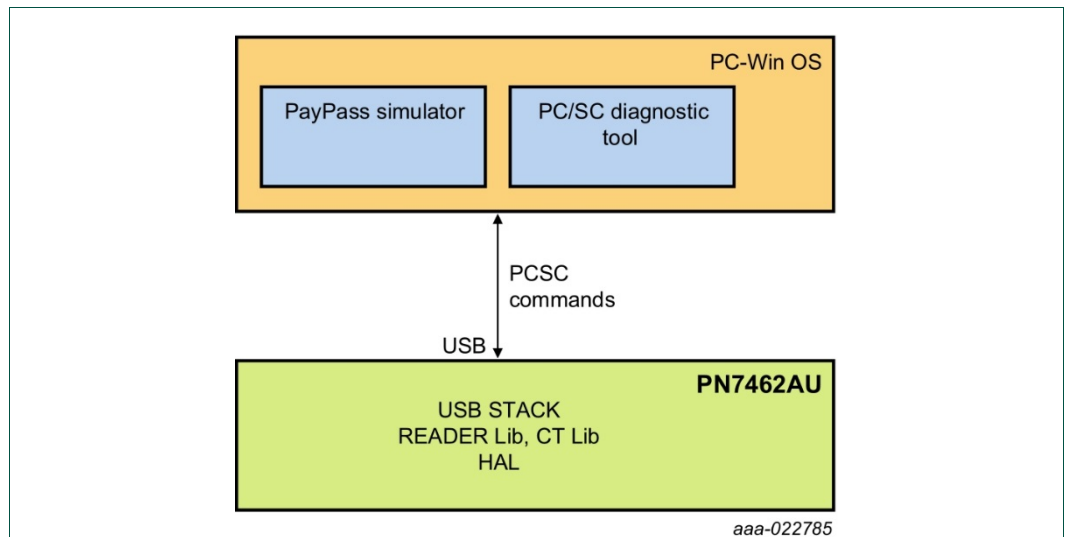 PC-Win OS
PayPass simulator
PC/SC diagnostic
tool
PCSC
commands
USB
PN7462AU
USB STACK
READER Lib, CT Lib
HAL
aaa-022785